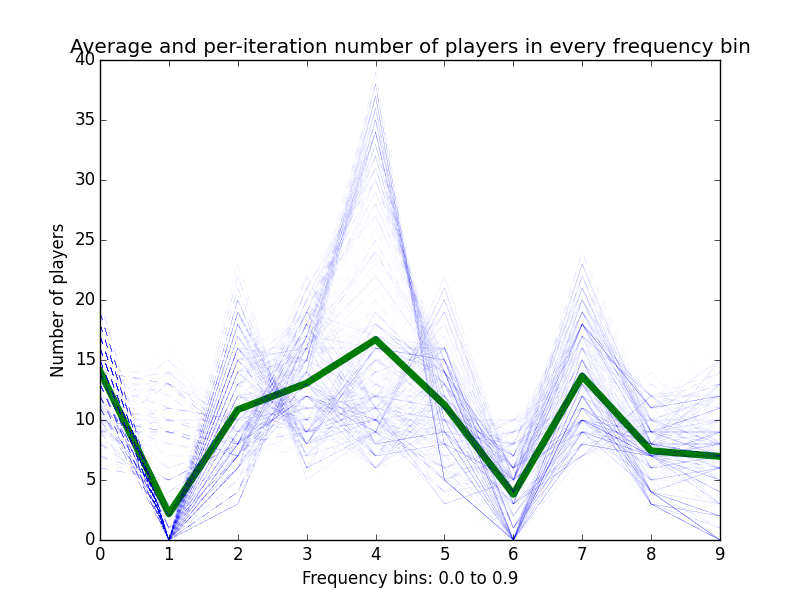 Average and per-iteration number of players in every frequency bin
40
35
30
25
20
15
10
5
0
Number of players
0 1 2 3 4 5 6 7 8 9
Frequency bins: 0.0 to 0.9